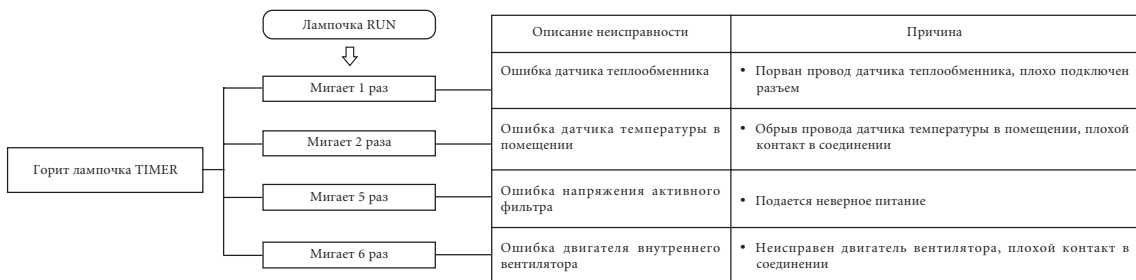 Лампочка RUN
Описание неисправности
Причина
Горит лампочка TIMER
Мигает 1 раз
Ошибка датчика теплообменника
• Порван провод датчика теплообменника, плохо подключен
разъем
Мигает 2 раза
Ошибка датчика температуры в
помещении
• Обрыв провода датчика температуры в помещении, плохой
контакт в соединении
Мигает 5 раз
Ошибка напряжения активного
фильтра
• Подается неверное питание
Мигает 6 раз
Ошибка двигателя внутреннего
вентилятора
• Неисправен двигатель вентилятора, плохой контакт в
соединении